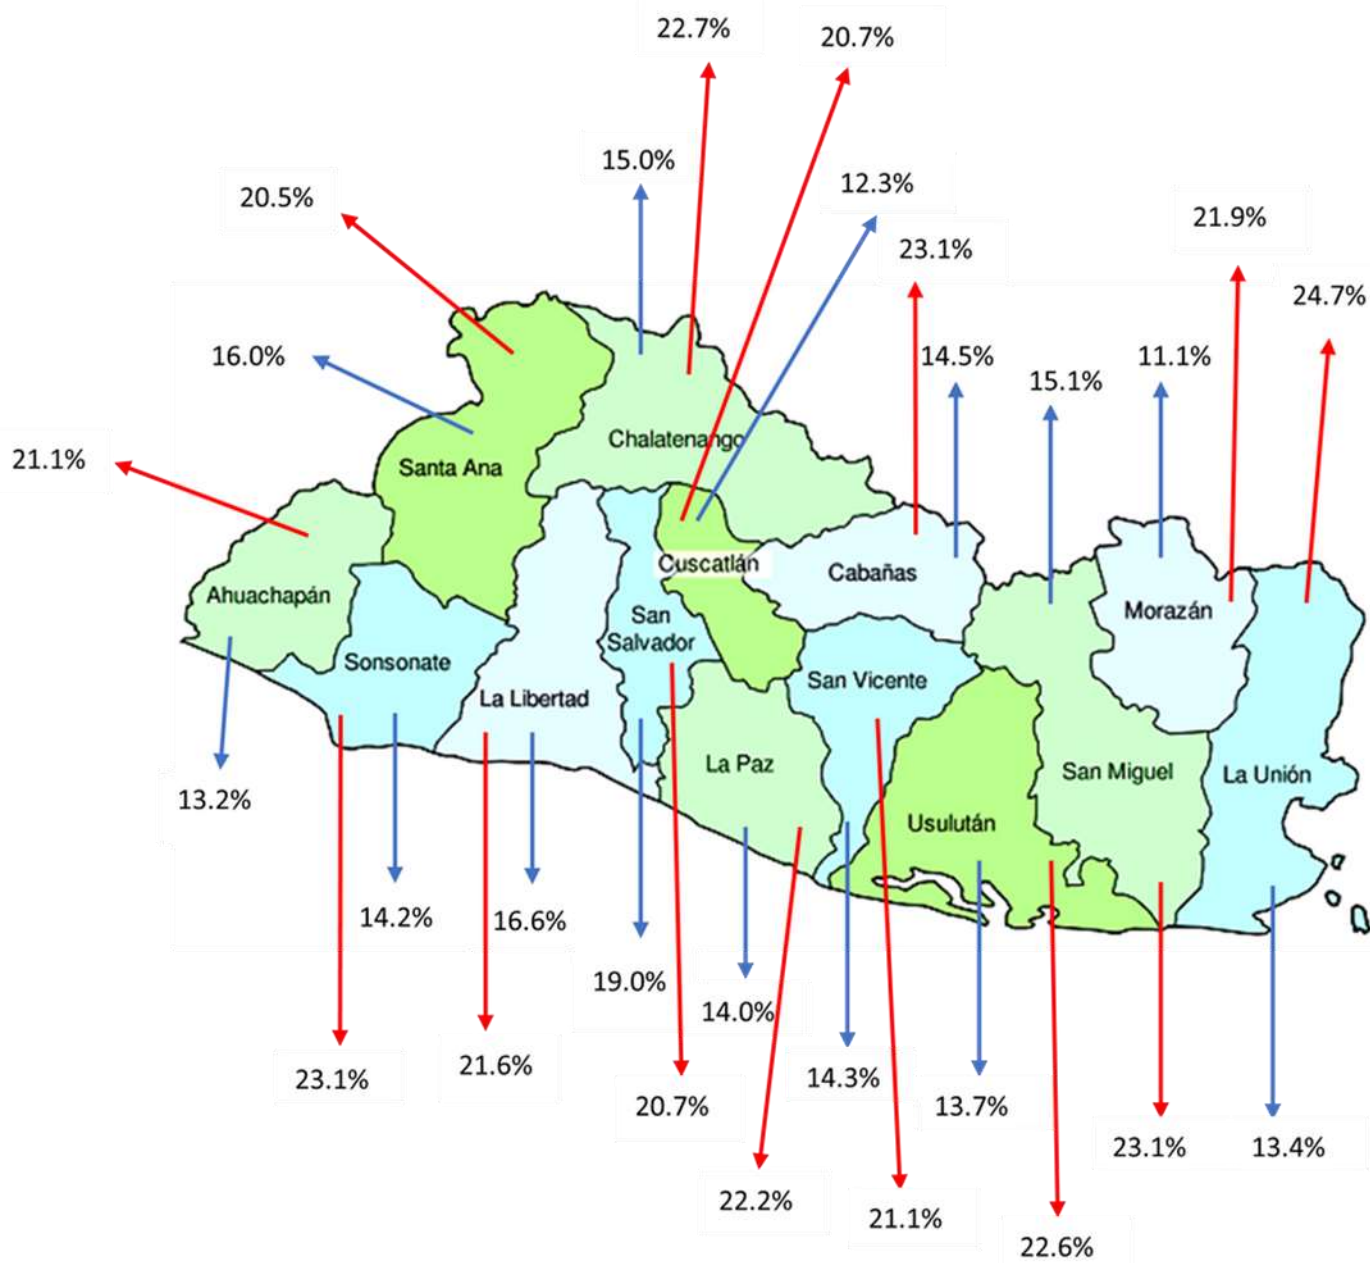 22.7%
20.7%
15.0%
12.3%
20.5%
21.9%
23.1%
24.7%
16.0%
14.5%
11.1%
15.1%
Chalatenango
21.1%
Santa Ana
Cuscatlán
Cabañas
Ahuachapán
Morazán
San
Salvador
Sonsonate
San Vicente
La Libertad
La Paz
San Miguel
La Unión
13.2%
Usulután
14.2%
16.6%
19.0%
14.0%
21.6%
23.1%
14.3%
20.7%
13.7%
23.1%
13.4%
22.2%
21.1%
22.6%